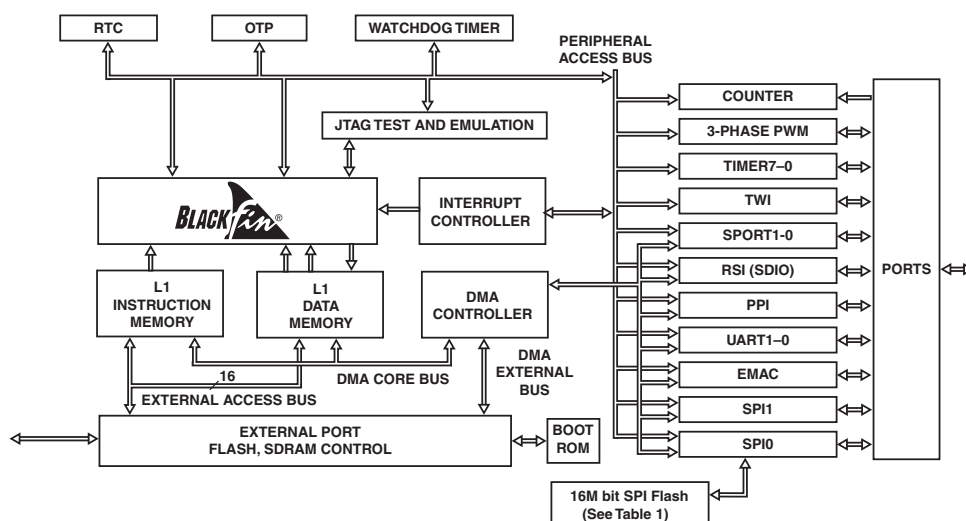 RTC
OTP
WATCHDOG TIMER
PERIPHERAL
ACCESS BUS
COUNTER
JTAG TEST AND EMULATION
3-PHASE PWM
TIMER7–0
BLACKfin®
INTERRUPT
CONTROLLER
TWI
SPORT1-0
RSI (SDIO)
PORTS
L1
INSTRUCTION
MEMORY
L1
DATA
MEMORY
DMA
CONTROLLER
PPI
UART1–0
EMAC
SPI1
SPI0
16
DMA CORE BUS
EXTERNAL ACCESS BUS
DMA
EXTERNAL
BUS
EXTERNAL PORT
FLASH, SDRAM CONTROL
BOOT
ROM
16M bit SPI Flash
(See Table 1)